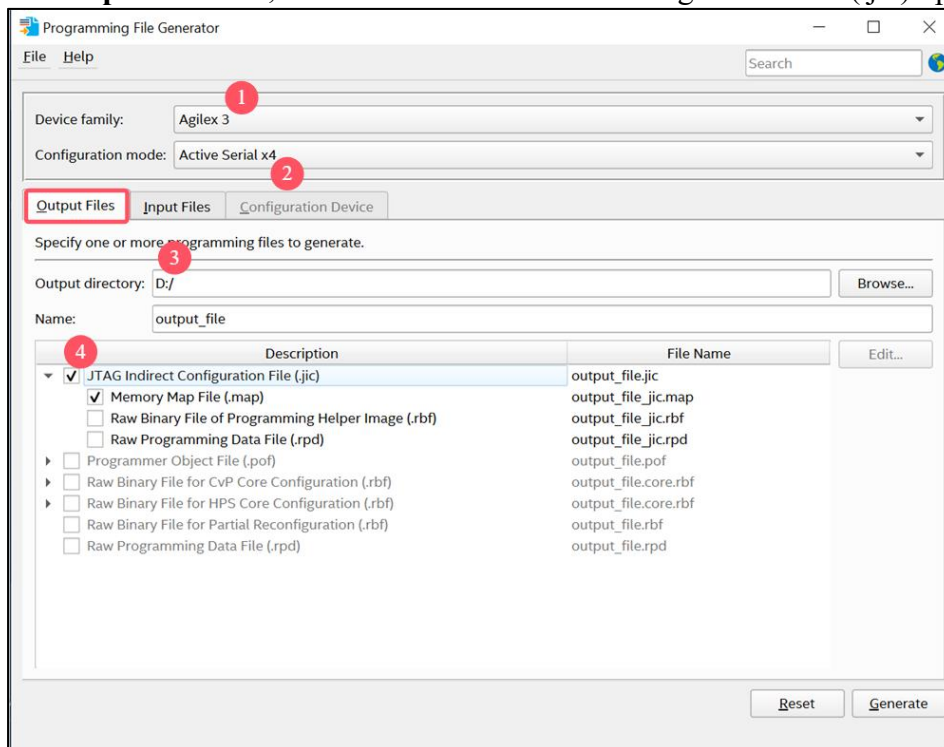 Programming File Generator
File Help
Search
1
Device family: Agilex 3
Configuration mode: Active Serial x4
2
Output Files Input Files Configuration Device
Specify one or more programming files to generate.
3
Output directory: D:/ Browse...
Name: output_file
4 Description File Name Edit...
JTAG Indirect Configuration File (.jic) output_file.jic
Memory Map File (.map) output_file_jic.map
Raw Binary File of Programming Helper Image (.rbf) output_file_jic.rbf
Raw Programming Data File (.rpd) output_file_jic.rpd
Programmer Object File (.pof) output_file.pof
Raw Binary File for CvP Core Configuration (.rbf) output_file.core.rbf
Raw Binary File for HPS Core Configuration (.rbf) output_file.core.rbf
Raw Binary File for Partial Reconfiguration (.rbf) output_file.rbf
Raw Programming Data File (.rpd) output_file.rpd
Reset Generate